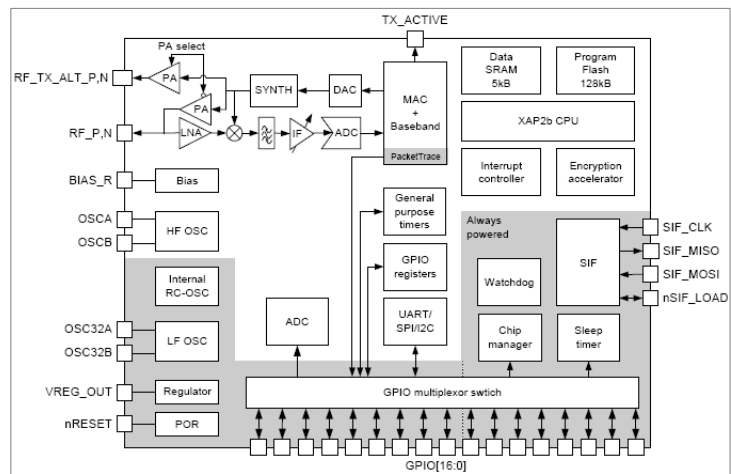 TX_ACTIVE
PA select
RF_TX_ALT_P,N
PA
PA
SYNTH
DAC
MAC
+
Baseband
PacketTrace
Data
SRAM
5kB
Program
Flash
128kB
XAP2b CPU
RF_P,N
LNA
IF
ADC
Interrupt
controller
Encryption
accelerator
BIAS_R
Bias
OSCA
OSCB
HF OSC
General
purpose
timers
Always
powered
SIF
SIF_CLK
SIF_MISO
SIF_MOSI
nSIF_LOAD
Internal
RC-OSC
GPIO
registers
Watchdog
OSC32A
OSC32B
LF OSC
ADC
UART/
SPI/I2C
Chip
manager
Sleep
timer
VREG_OUT
Regulator
GPIO multiplexor swtich
nRESET
POR
GPIO[16:0]